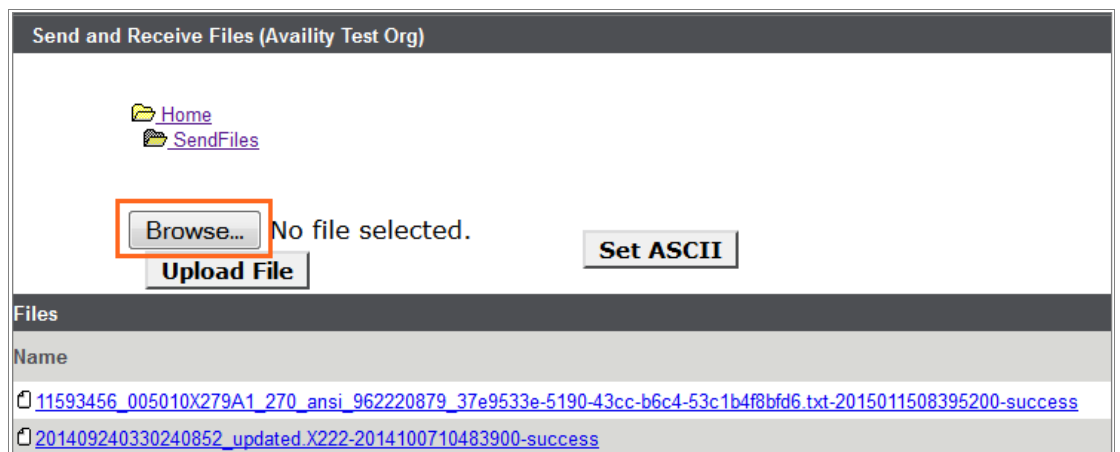 Send and Receive Files (Availity Test Org)
Home
SendFiles
Browse... No file selected.
Set ASCII
Upload File
Files
Name
11593456_005010X279A1_270_ansi_962220879_37e9533e-5190-43cc-b6c4-53c1b4f8bfd6.txt-2015011508395200-success
201409240330240852_updated.X222-2014100710483900-success